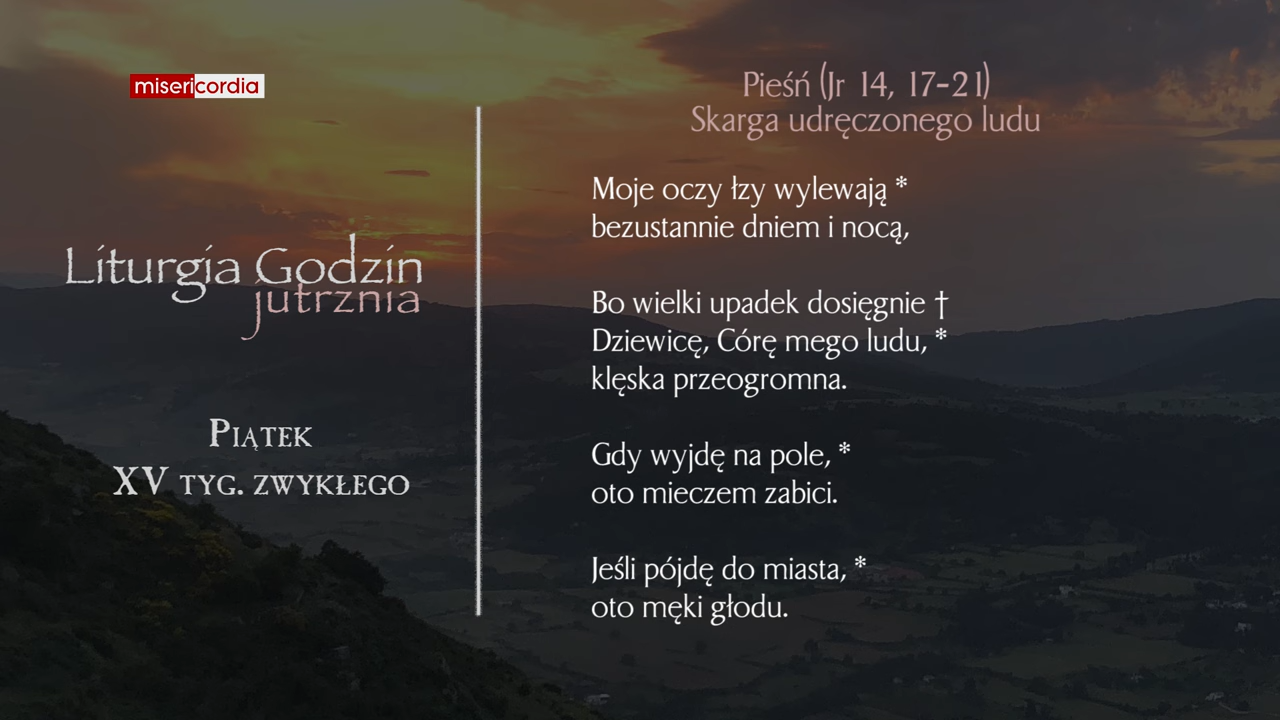 misericordia
Liturgia Godzin
jutrznia
Piątek
XV tyg. zwykłego
Pieśń (Jr 14, 17-21)
Skarga udręczonego ludu
Moje oczy łzy wylewają *
bezustannie dniem i nocą,
Bo wielki upadek dosięgnie †
Dziewicę, Córę mego ludu, *
klęska przeogromna.
Gdy wyjdę na pole, *
oto mieczem zabici.
Jeśli pójdę do miasta, *
oto męki głodu.